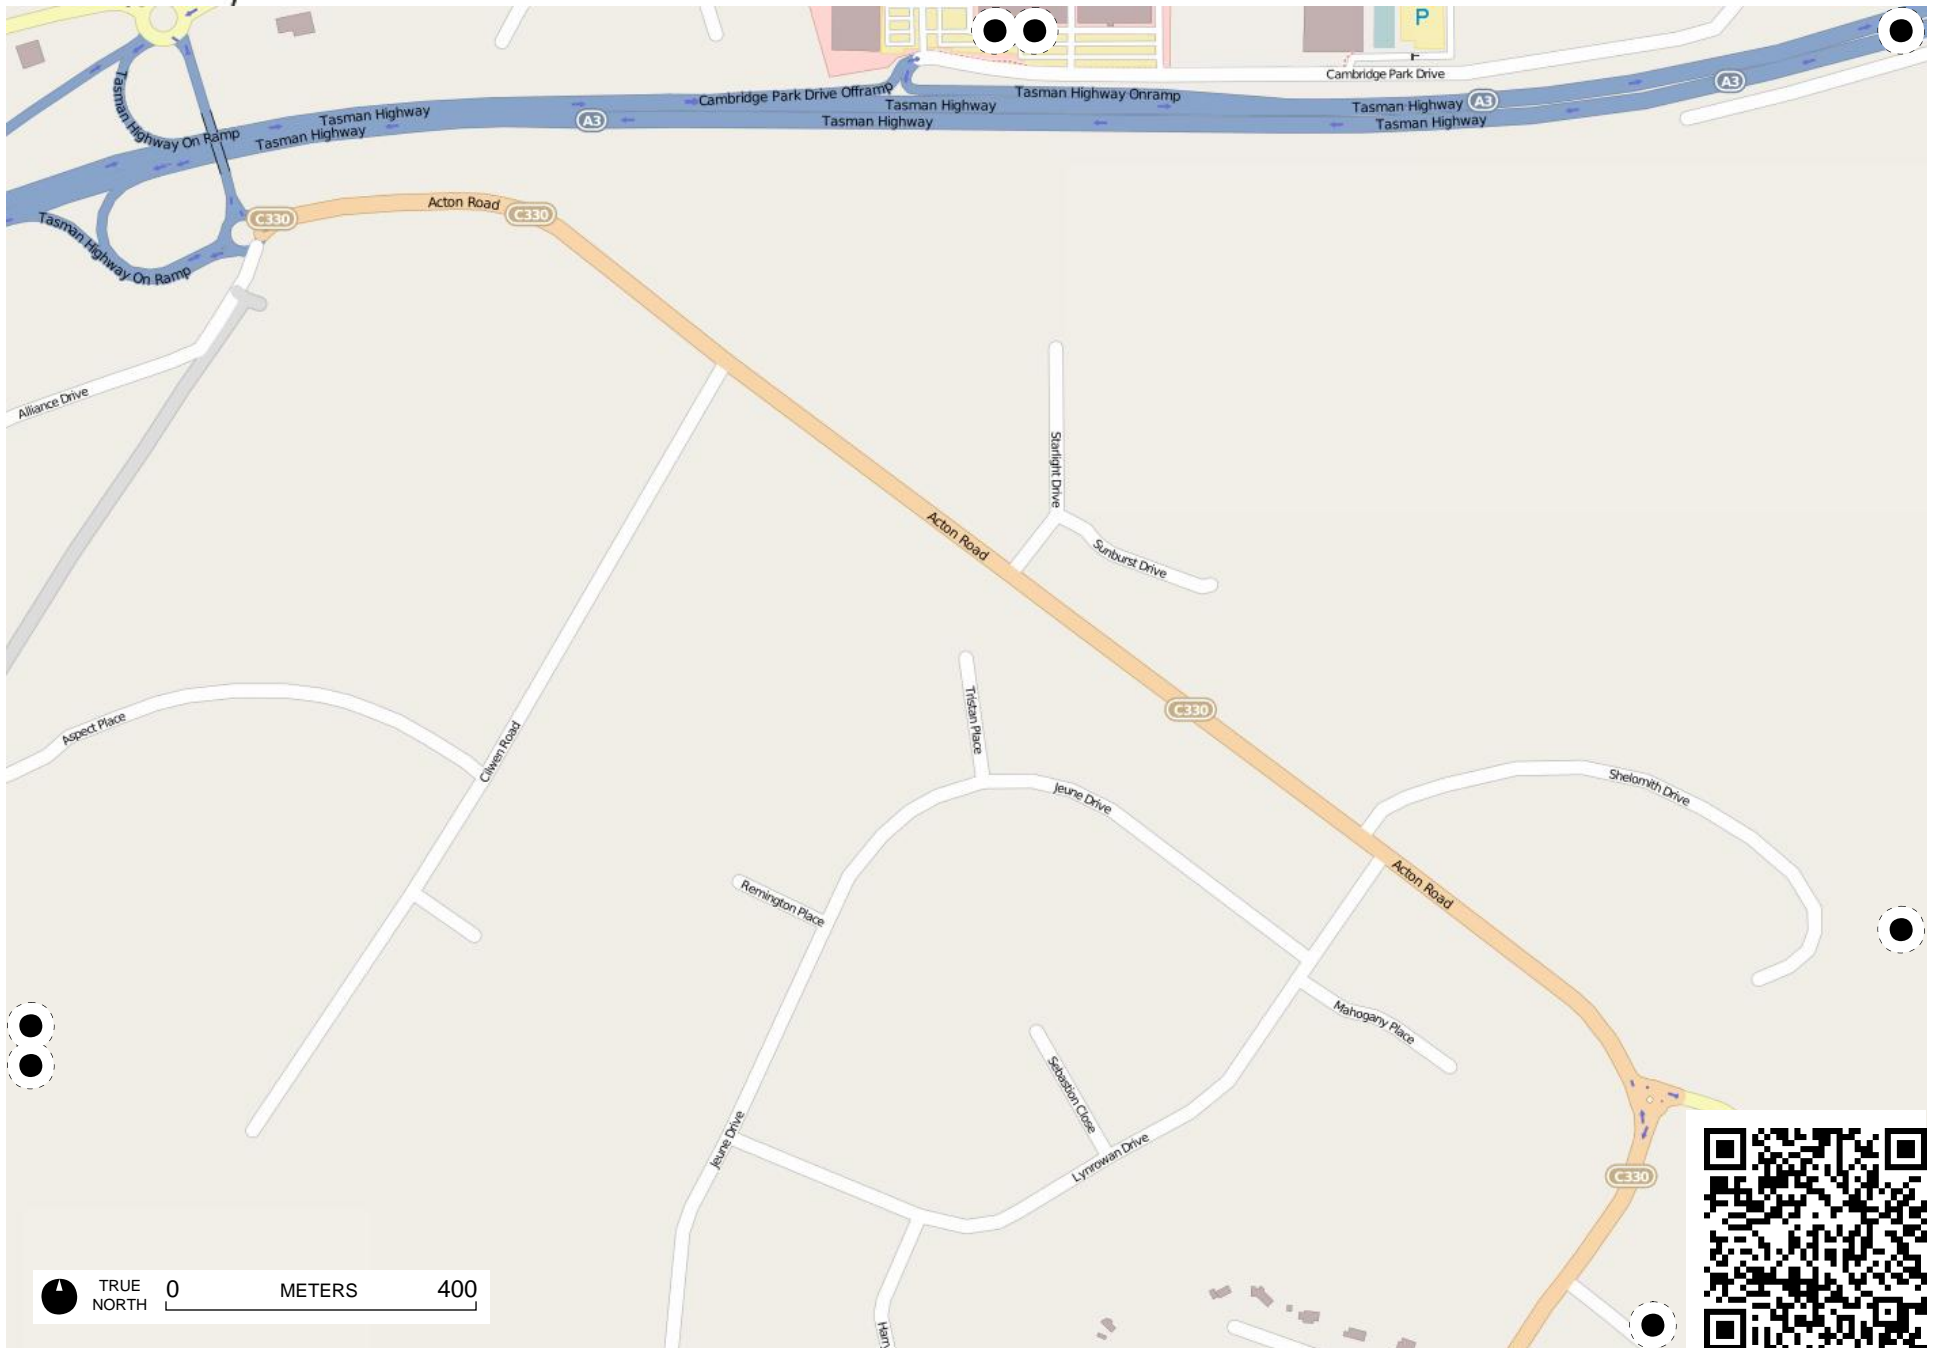 P
Cambridge Park Drive
A3
Cambridge Park Drive Offramp
Tasman Highway Onramp
Tasman Highway
Tasman Highway
Tasman Highway
A3
Tasman Highway
A3
Tasman Highway
Tasman Highway
Tasman Highway
Tasman Highway On Ramp
Acton Road
C330
C330
Tasman Highway On Ramp
Alliance Drive
Starlight Drive
Acton Road
Sunburst Drive
Tristan Place
C330
Aspect Place
Cilwen Road
Jeune Drive
Shelomith Drive
Remington Place
Acton Road
Mahogany Place
Sebastion Close
Jeune Drive
Lynrowan Drive
C330
TRUE NORTH
0 METERS 400